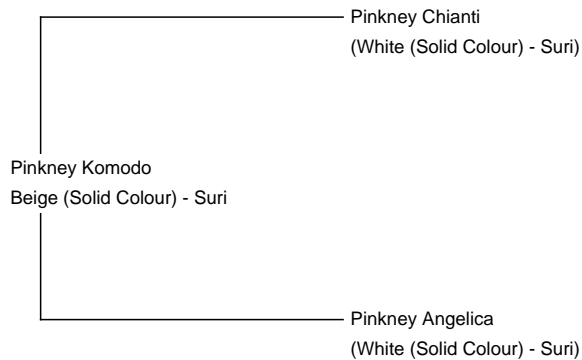 Pinkney Chianti
(White (Solid Colour) - Suri)
Pinkney Komodo
Beige (Solid Colour) - Suri
Pinkney Angelica
(White (Solid Colour) - Suri)